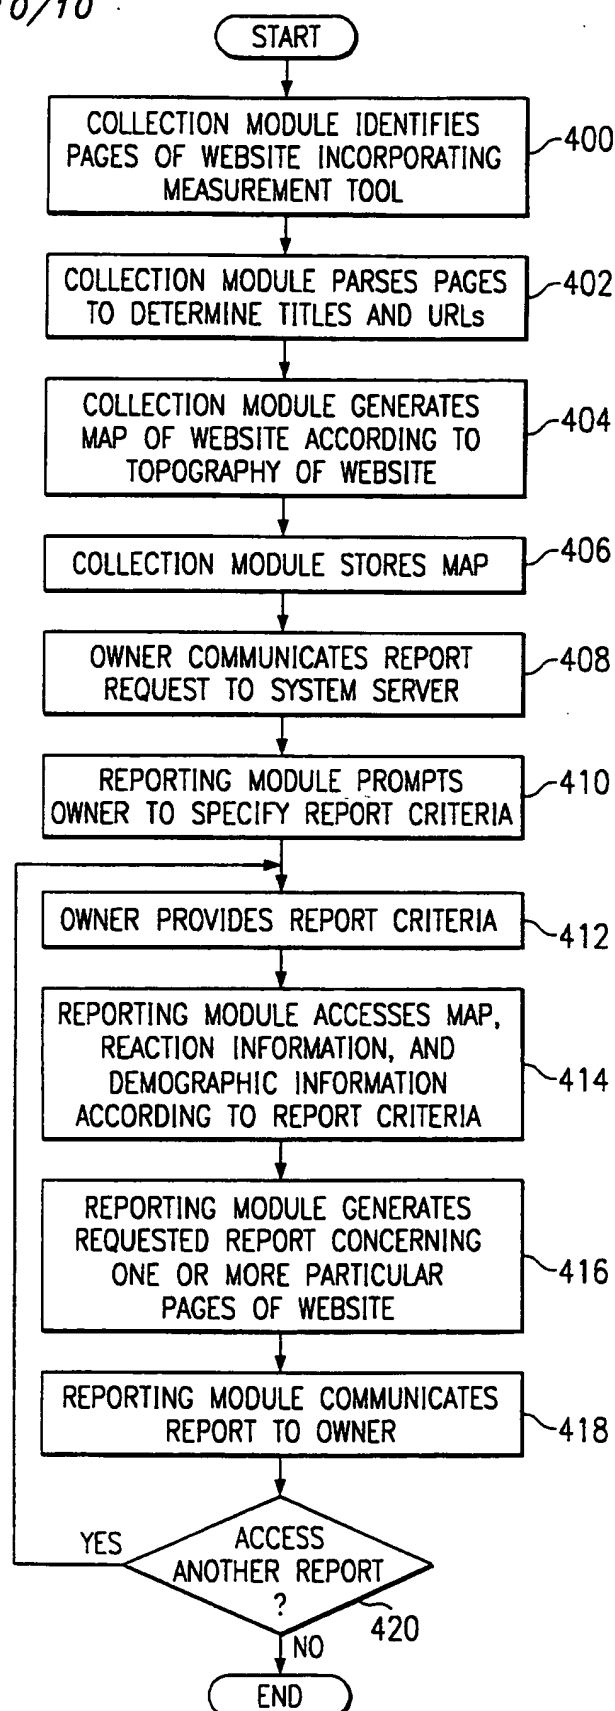 10/10
START
COLLECTION MODULE IDENTIFIES
PAGES OF WEBSITE INCORPORATING
MEASUREMENT TOOL
400
COLLECTION MODULE PARSES PAGES
TO DETERMINE TITLES AND URLs
402
COLLECTION MODULE GENERATES
MAP OF WEBSITE ACCORDING TO
TOPOGRAPHY OF WEBSITE
404
COLLECTION MODULE STORES MAP
406
OWNER COMMUNICATES REPORT
REQUEST TO SYSTEM SERVER
408
REPORTING MODULE PROMPTS
OWNER TO SPECIFY REPORT CRITERIA
410
OWNER PROVIDES REPORT CRITERIA
412
REPORTING MODULE ACCESSES MAP,
REACTION INFORMATION, AND
DEMOGRAPHIC INFORMATION
ACCORDING TO REPORT CRITERIA
414
REPORTING MODULE GENERATES
REQUESTED REPORT CONCERNING
ONE OR MORE PARTICULAR
PAGES OF WEBSITE
416
REPORTING MODULE COMMUNICATES
REPORT TO OWNER
418
YES
ACCESS
ANOTHER REPORT
?
420
NO
END